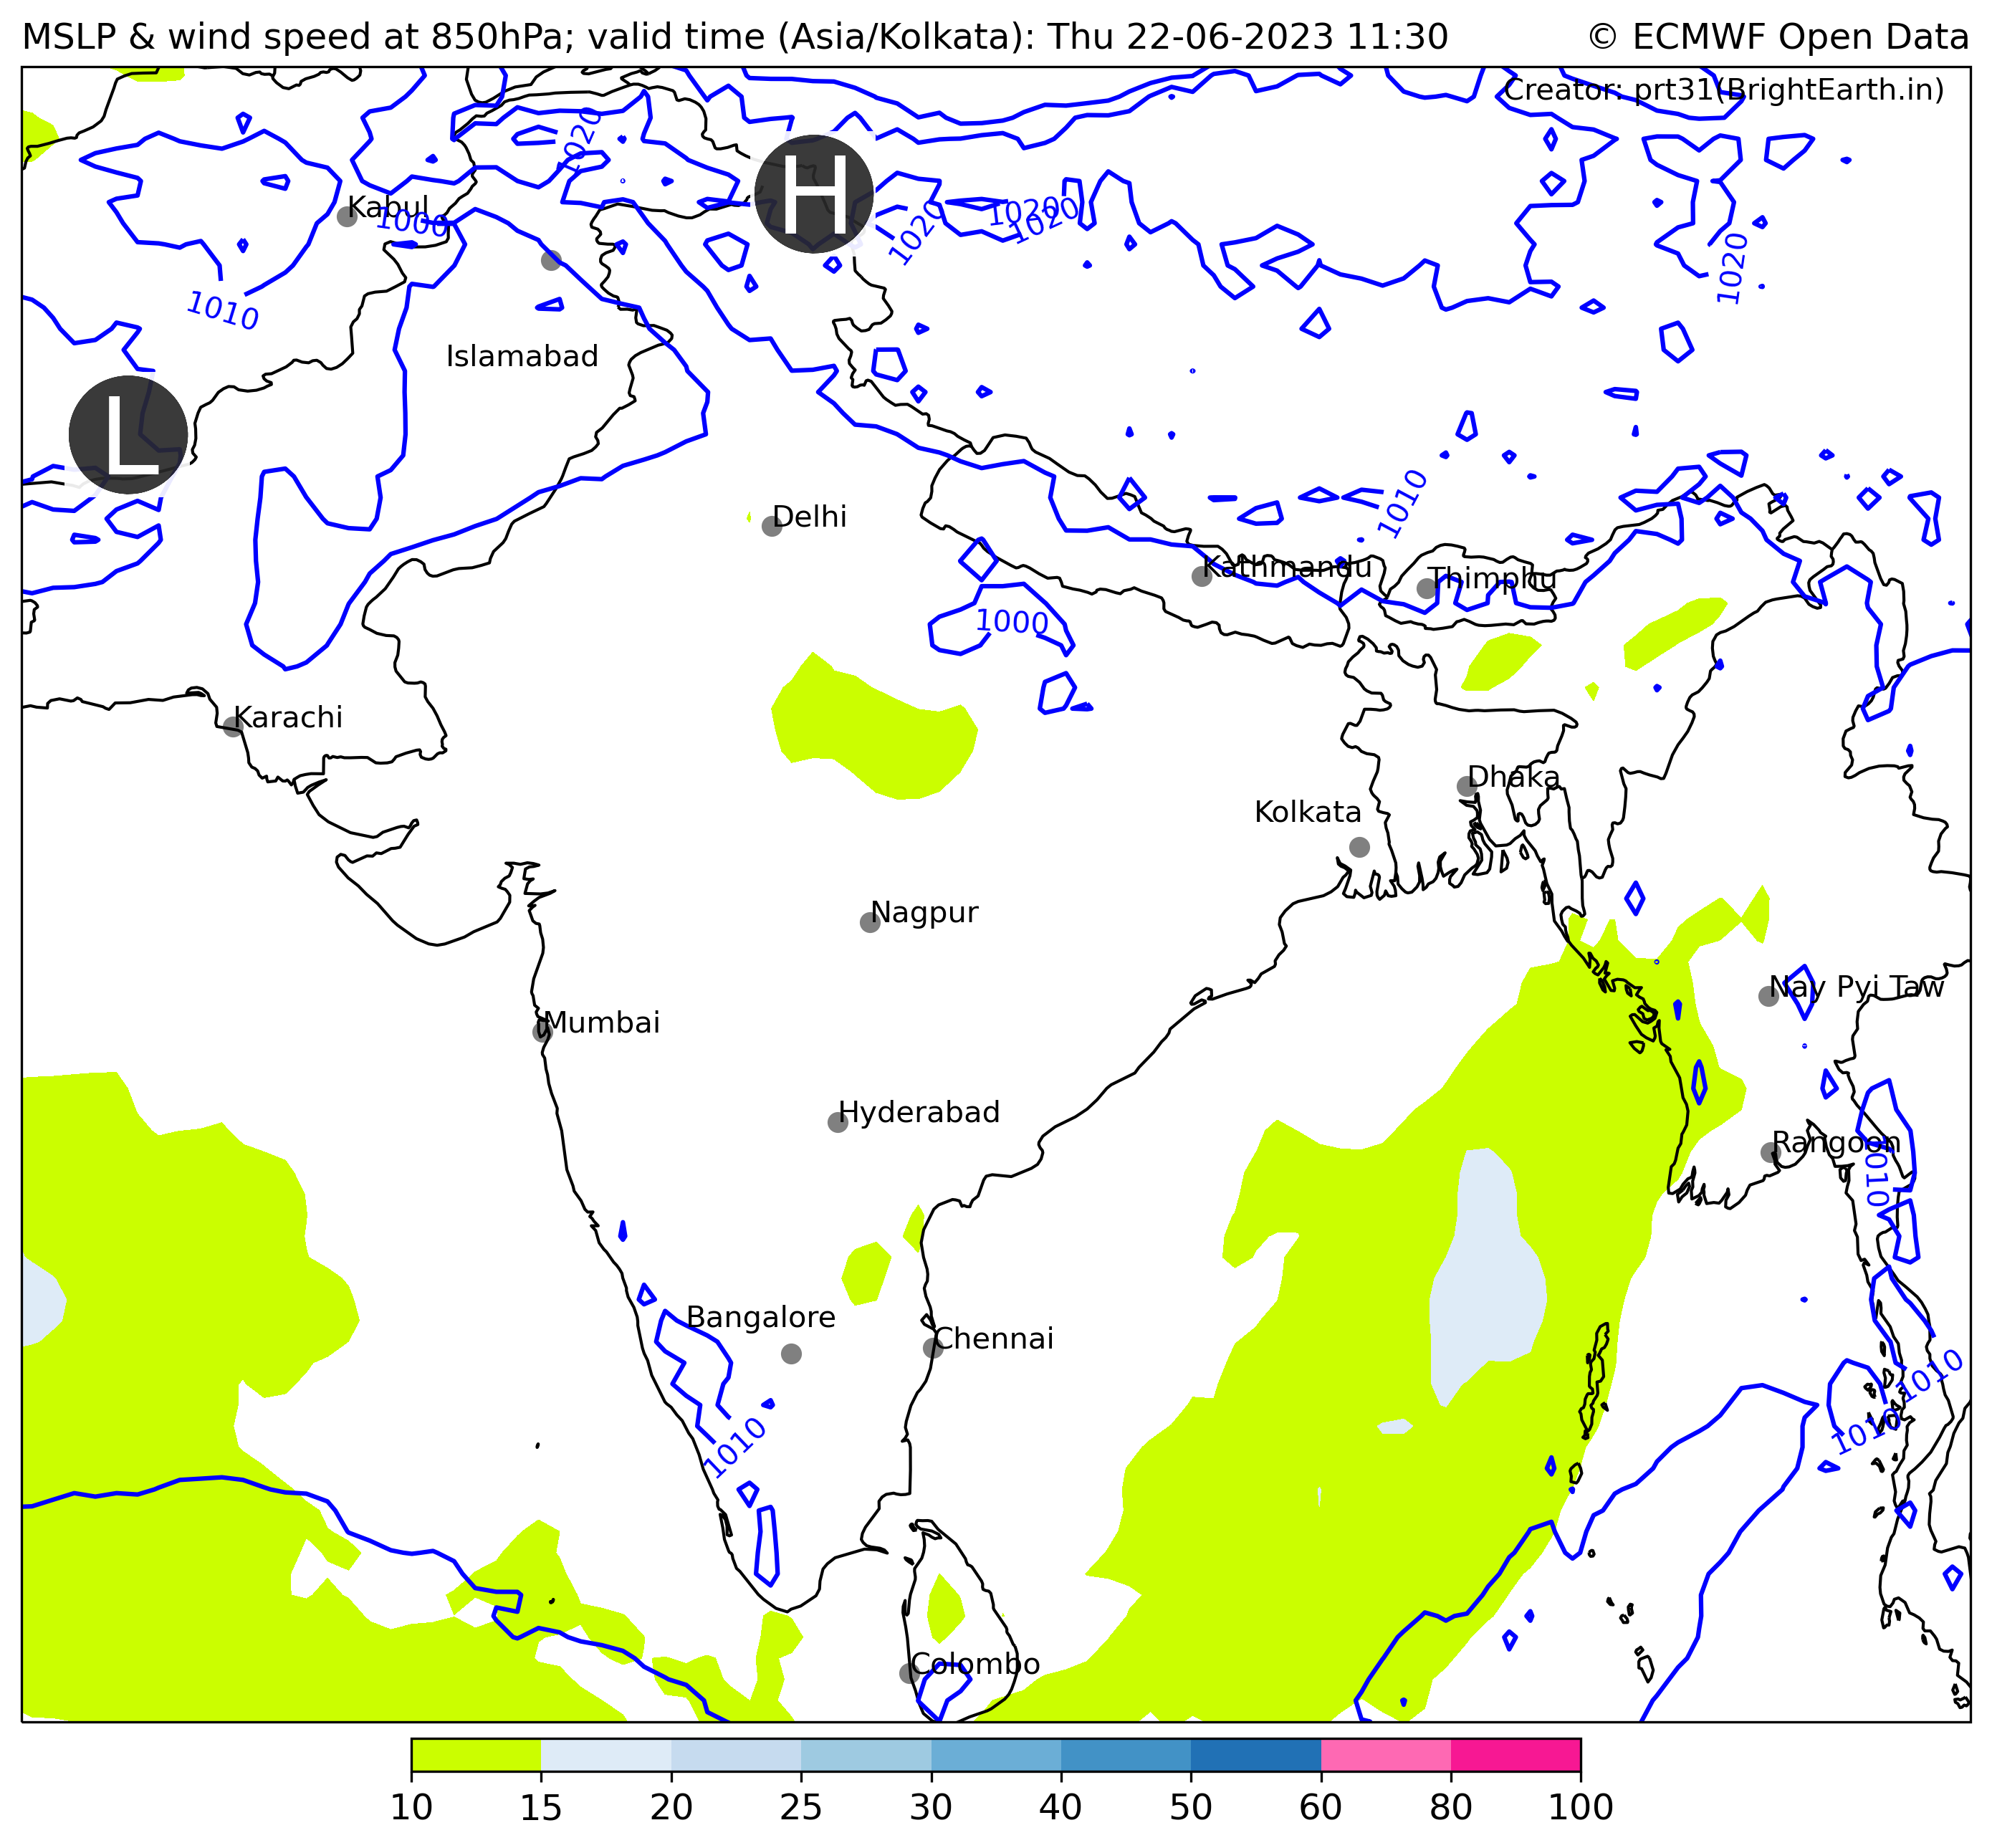 MSLP & wind speed at 850hPa; valid time (Asia/Kolkata): Thu 22-06-2023 11:30
© ECMWF Open Data
Creator: prt31(BrightEarth.in)
1020
H
Kabul
1000
1020
1020
1020
1020
1010
Islamabad
L
1010
Delhi
Kathmandu
Thimphu
1000
Karachi
Dhaka
Kolkata
Nagpur
Nay Pyi Taw
Mumbai
Hyderabad
Rangoon
1010
Bangalore
Chennai
1010
1010
1010
Colombo
10 15 20 25 30 40 50 60 80 100